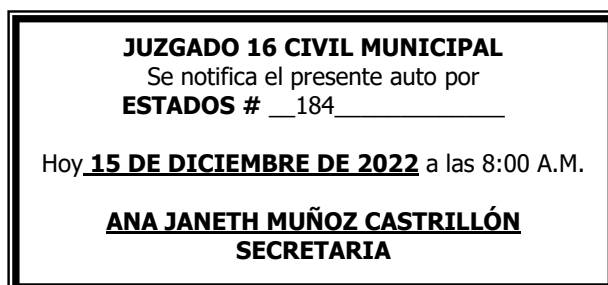 JUZGADO 16 CIVIL MUNICIPAL
Se notifica el presente auto por
ESTADOS # __184_____________
Hoy 15 DE DICIEMBRE DE 2022 a las 8:00 A.M.
ANA JANETH MUÑOZ CASTRILLÓN
SECRETARIA